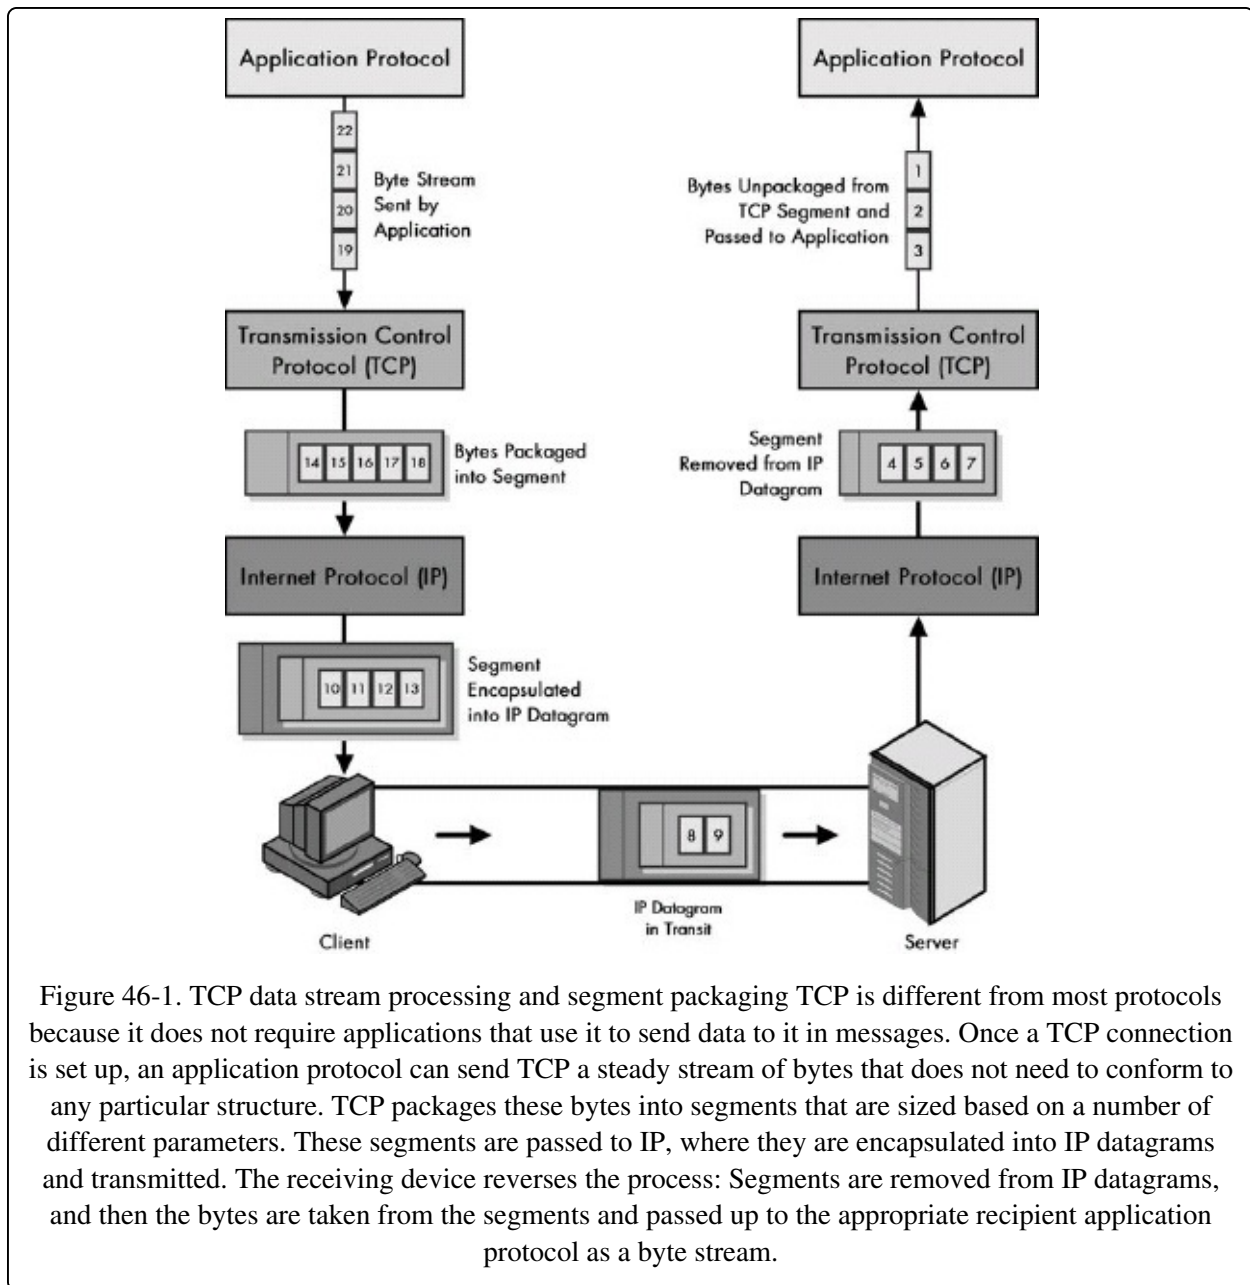 Application Protocol
22
21
20
19
Byte Stream
Sent by
Application
Transmission Control
Protocol (TCP)
14 15 16 17 18
Bytes Packaged
into Segment
Internet Protocol (IP)
10 11 12 13
Segment
Encapsulated
into IP Datagram
Client
8 9
IP Datagram
in Transit
Application Protocol
1
2
3
Bytes Unpackaged from
TCP Segment and
Passed to Application
Transmission Control
Protocol (TCP)
Segment
Removed from IP
Datagram
4 5 6 7
Internet Protocol (IP)
Server
Figure 46-1. TCP data stream processing and segment packaging TCP is different from most protocols
because it does not require applications that use it to send data to it in messages. Once a TCP connection
is set up, an application protocol can send TCP a steady stream of bytes that does not need to conform to
any particular structure. TCP packages these bytes into segments that are sized based on a number of
different parameters. These segments are passed to IP, where they are encapsulated into IP datagrams
and transmitted. The receiving device reverses the process: Segments are removed from IP datagrams,
and then the bytes are taken from the segments and passed up to the appropriate recipient application
protocol as a byte stream.